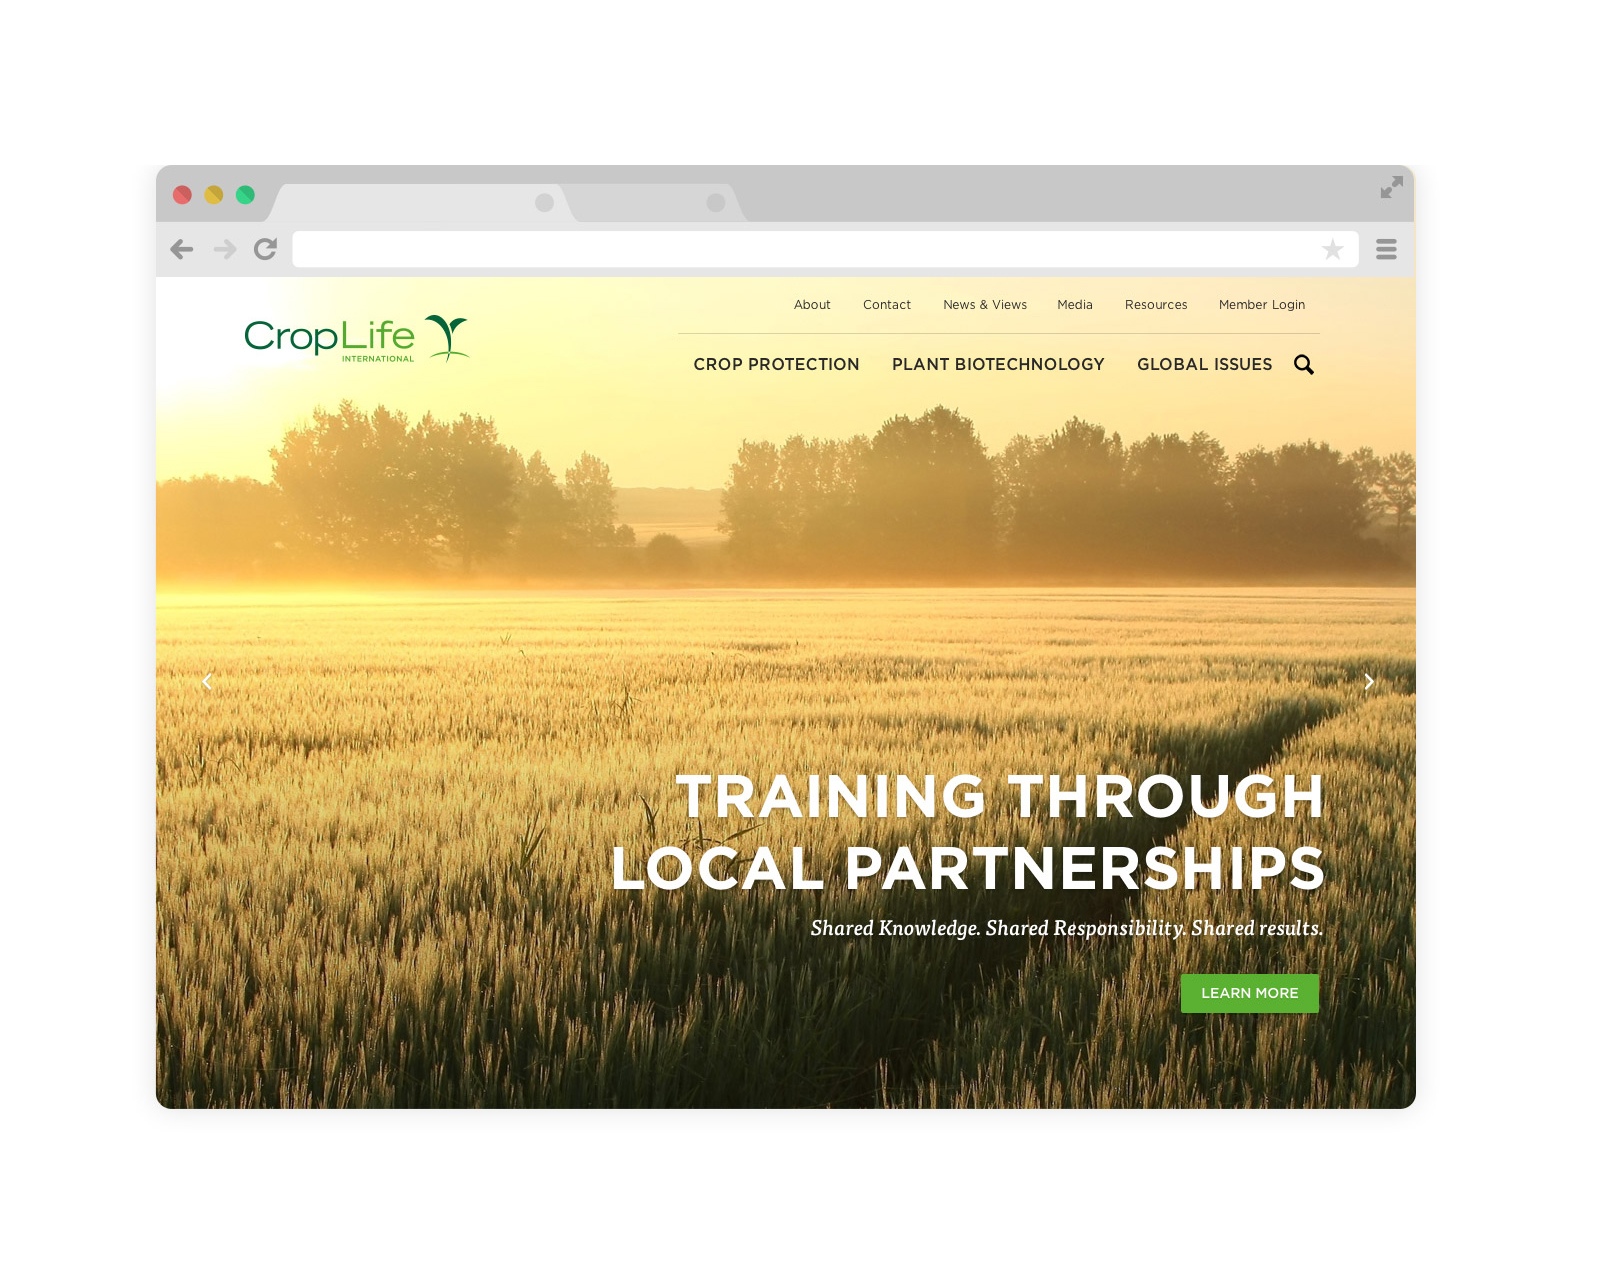 About Contact News & Views Media Resources Member Login
CropLife
INTERNATIONAL
CROP PROTECTION PLANT BIOTECHNOLOGY GLOBAL ISSUES
TRAINING THROUGH
LOCAL PARTNERSHIPS
Shared Knowledge. Shared Responsibility. Shared results.
LEARN MORE